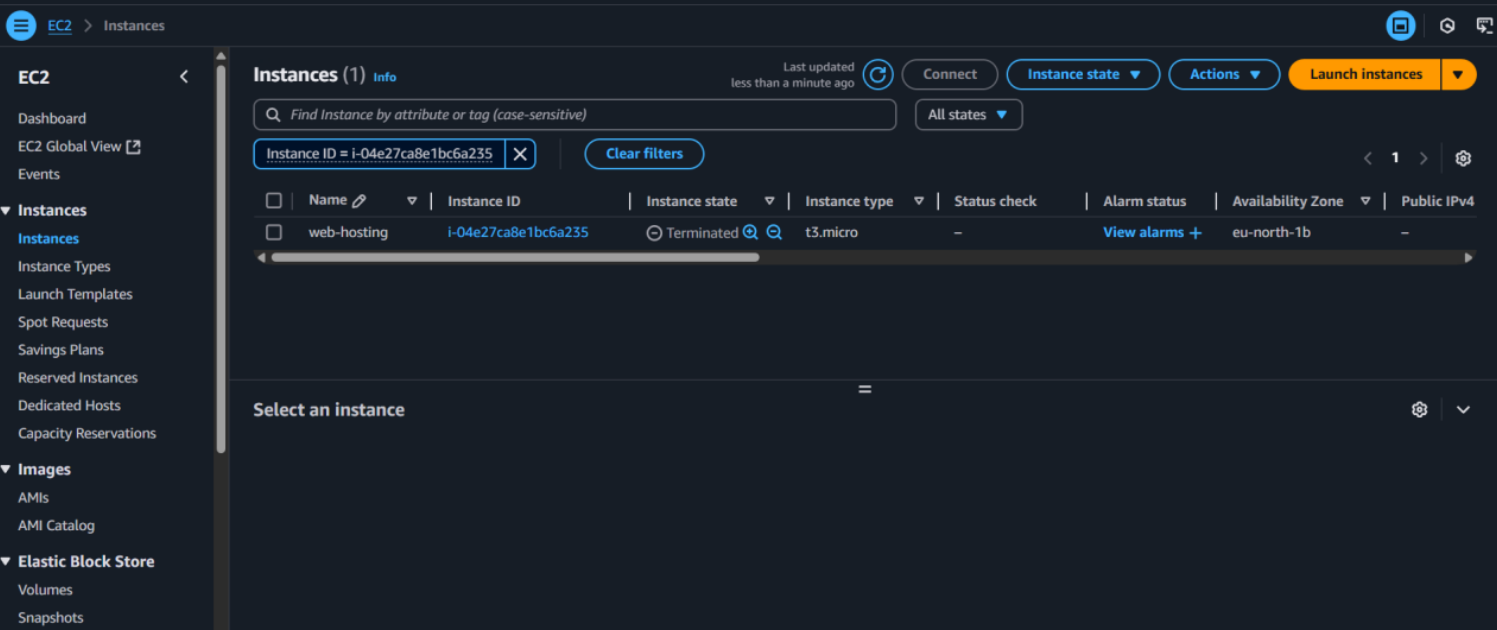 EC2 > Instances
EC2
Dashboard
EC2 Global View
Events
Instances
Instances
Instance Types
Launch Templates
Spot Requests
Savings Plans
Reserved Instances
Dedicated Hosts
Capacity Reservations
Images
AMIs
AMI Catalog
Elastic Block Store
Volumes
Snapshots
Instances (1) Info
Last updated
less than a minute ago
Connect
Instance state
Actions
Launch instances
Find Instance by attribute or tag (case-sensitive)
All states
Instance ID = i-04e27ca8e1bc6a235
Clear filters
1
Name Instance ID Instance state Instance type Status check Alarm status Availability Zone Public IPv4
web-hosting i-04e27ca8e1bc6a235 Terminated t3.micro – View alarms + eu-north-1b –
Select an instance